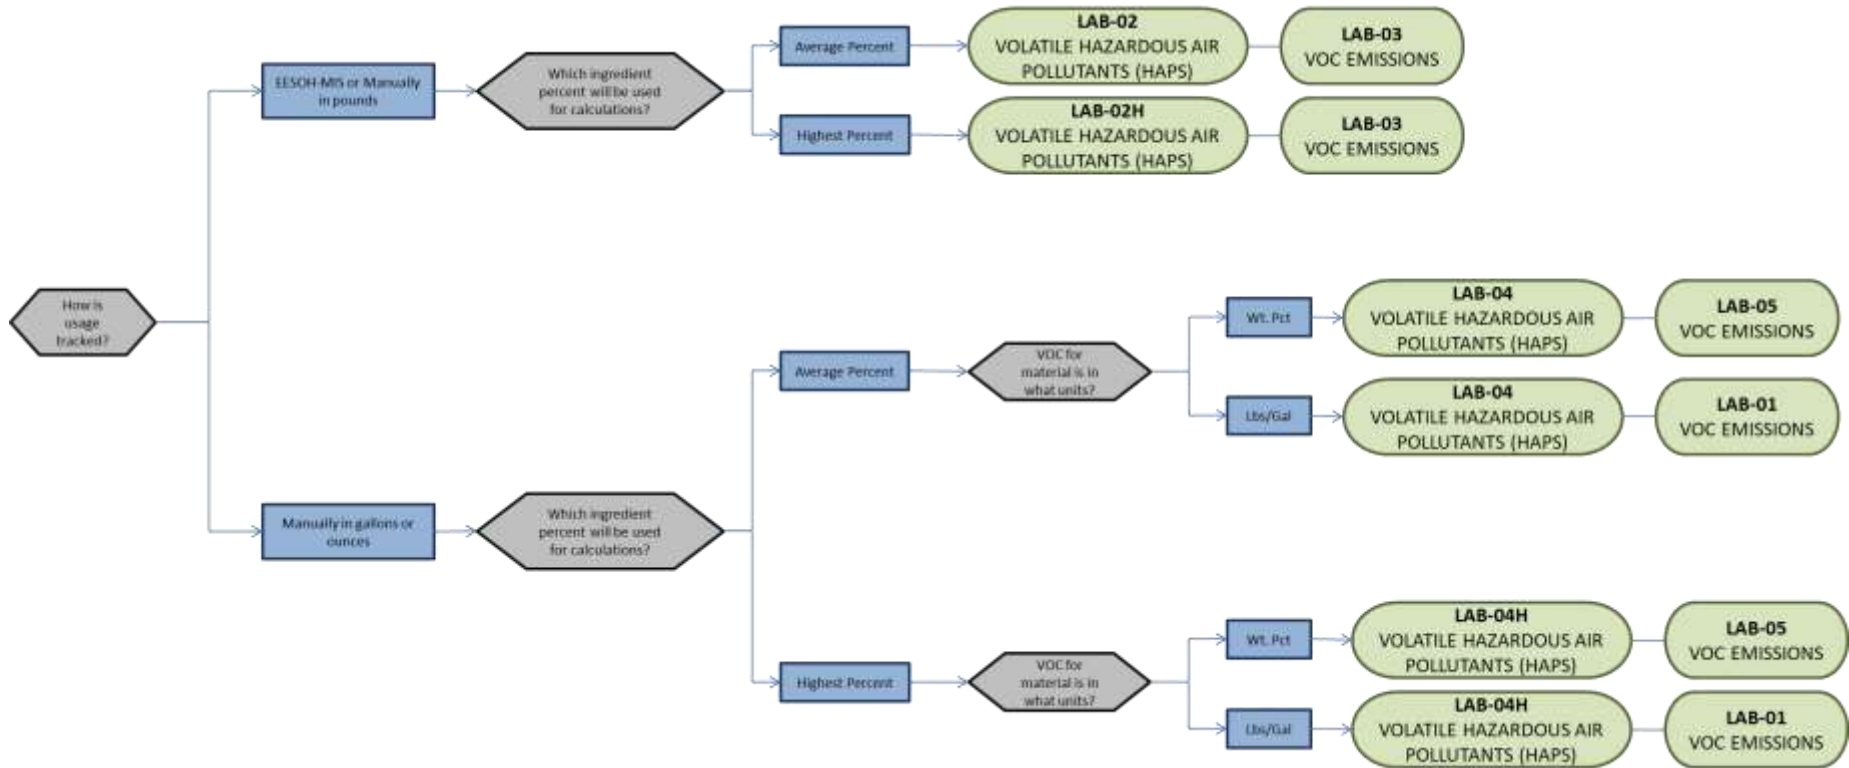 How is
usage
tracked?
EESOH-MIS or Manually
in pounds
Which ingredient
percent will be used
for calculations?
Average Percent
LAB-02
VOLATILE HAZARDOUS AIR
POLLUTANTS (HAPS)
LAB-03
VOC EMISSIONS
Highest Percent
LAB-02H
VOLATILE HAZARDOUS AIR
POLLUTANTS (HAPS)
LAB-03
VOC EMISSIONS
Manually in gallons or
ounces
Which ingredient
percent will be used
for calculations?
Average Percent
VOC for
material is in
what units?
Wt. Pct
LAB-04
VOLATILE HAZARDOUS AIR
POLLUTANTS (HAPS)
LAB-05
VOC EMISSIONS
Lbs/Gal
LAB-04
VOLATILE HAZARDOUS AIR
POLLUTANTS (HAPS)
LAB-01
VOC EMISSIONS
Highest Percent
VOC for
material is in
what units?
Wt. Pct
LAB-04H
VOLATILE HAZARDOUS AIR
POLLUTANTS (HAPS)
LAB-05
VOC EMISSIONS
Lbs/Gal
LAB-04H
VOLATILE HAZARDOUS AIR
POLLUTANTS (HAPS)
LAB-01
VOC EMISSIONS